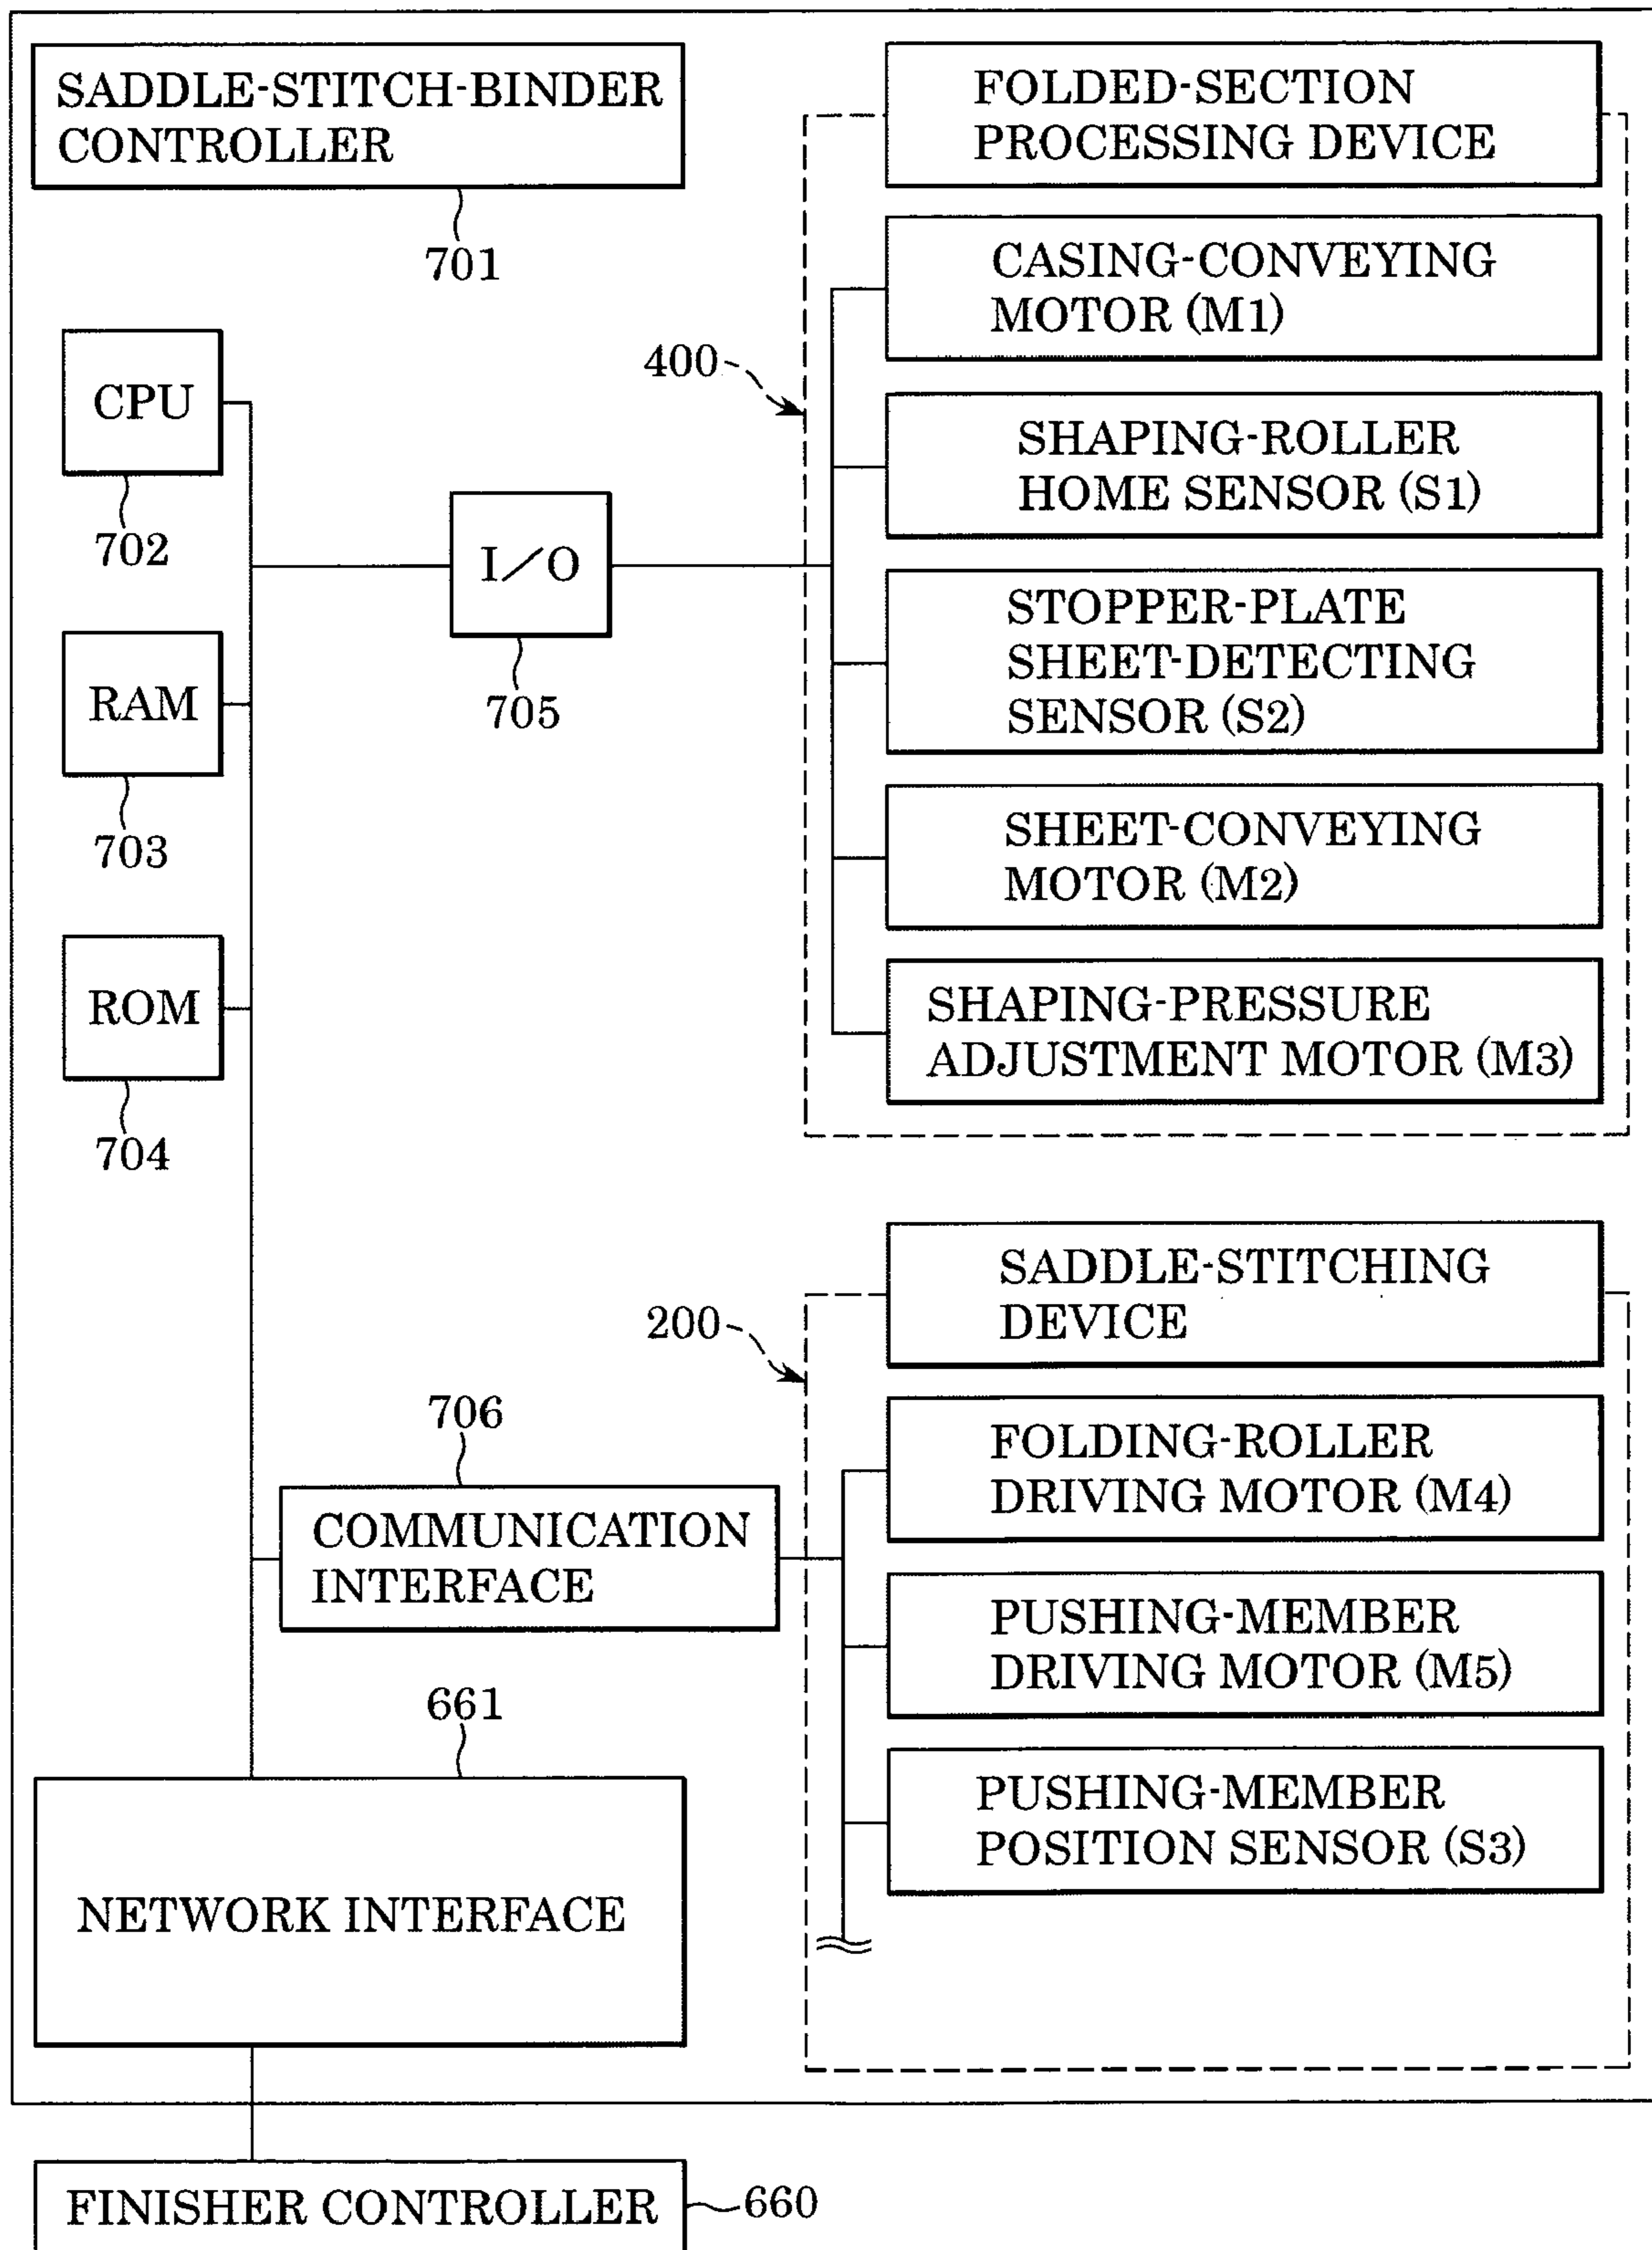 SADDLE-STITCH-BINDER
CONTROLLER
701
CPU
702
RAM
703
ROM
704
I/O
705
400
FOLDED-SECTION
PROCESSING DEVICE
CASING-CONVEYING
MOTOR (M1)
SHAPING-ROLLER
HOME SENSOR (S1)
STOPPER-PLATE
SHEET-DETECTING
SENSOR (S2)
SHEET-CONVEYING
MOTOR (M2)
SHAPING-PRESSURE
ADJUSTMENT MOTOR (M3)
706
COMMUNICATION
INTERFACE
200
SADDLE-STITCHING
DEVICE
FOLDING-ROLLER
DRIVING MOTOR (M4)
PUSHING-MEMBER
DRIVING MOTOR (M5)
PUSHING-MEMBER
POSITION SENSOR (S3)
661
NETWORK INTERFACE
FINISHER CONTROLLER
660